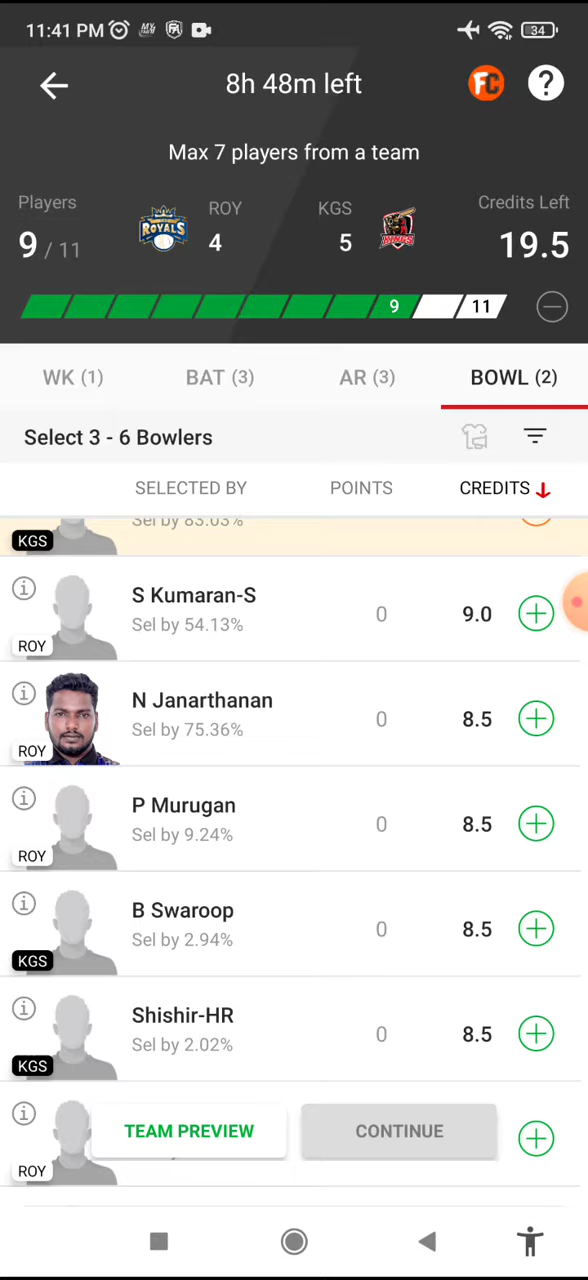 11:41 PM 34
8h 48m left
FC ?
Max 7 players from a team
Players ROY KGS Credits Left
9 / 11 ROYALS 4 5 19.5
9 11
WK (1) BAT (3) AR (3) BOWL (2)
Select 3 - 6 Bowlers
SELECTED BY POINTS CREDITS
Sel by 83.03%
KGS
S Kumaran-S
Sel by 54.13% 0 9.0
ROY
N Janarthanan
Sel by 75.36% 0 8.5
ROY
P Murugan
Sel by 9.24% 0 8.5
ROY
B Swaroop
Sel by 2.94% 0 8.5
KGS
Shishir-HR
Sel by 2.02% 0 8.5
KGS
TEAM PREVIEW CONTINUE
ROY